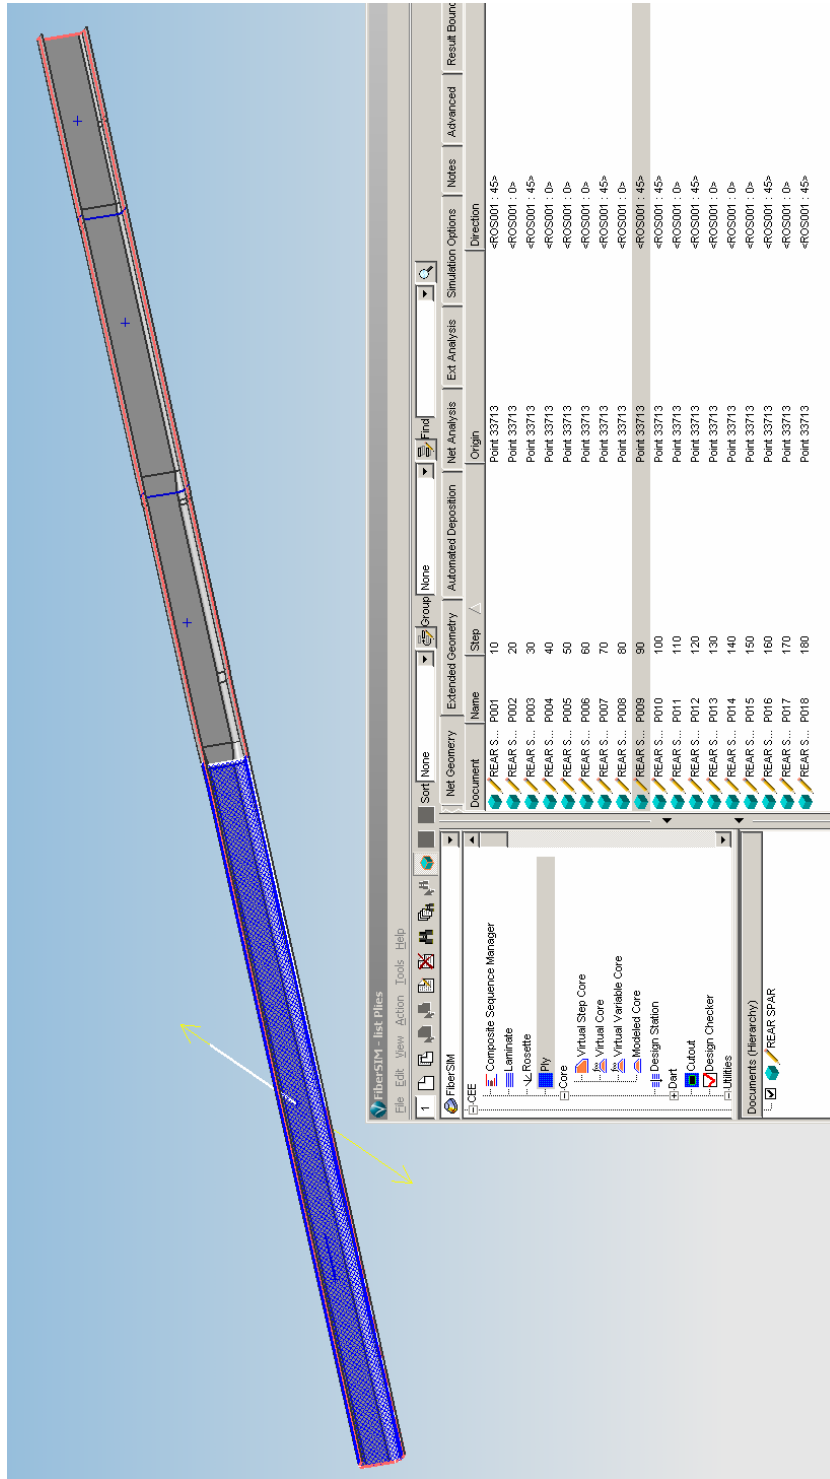 FiberSIM - list Plies
File Edit View Action Tools Help
1 Sort None Group None Find
FiberSIM
CEE
Composite Sequence Manager
Laminate
Rosette
Ply
Core
Virtual Step Core
Virtual Core
Virtual Variable Core
Modeled Core
Design Station
Dart
Cutout
Design Checker
Utilities
Documents (Hierarchy)
REAR SPAR
Net Geometry Extended Geometry Automated Deposition Net Analysis Ext Analysis Simulation Options Notes Advanced Result Bounc
Document Name Step Origin Direction
REAR S... P001 10 Point 33713 <ROS001 : 45>
REAR S... P002 20 Point 33713 <ROS001 : 0>
REAR S... P003 30 Point 33713 <ROS001 : 45>
REAR S... P004 40 Point 33713 <ROS001 : 0>
REAR S... P005 50 Point 33713 <ROS001 : 0>
REAR S... P006 60 Point 33713 <ROS001 : 0>
REAR S... P007 70 Point 33713 <ROS001 : 45>
REAR S... P008 80 Point 33713 <ROS001 : 0>
REAR S... P009 90 Point 33713 <ROS001 : 45>
REAR S... P010 100 Point 33713 <ROS001 : 45>
REAR S... P011 110 Point 33713 <ROS001 : 0>
REAR S... P012 120 Point 33713 <ROS001 : 45>
REAR S... P013 130 Point 33713 <ROS001 : 0>
REAR S... P014 140 Point 33713 <ROS001 : 0>
REAR S... P015 150 Point 33713 <ROS001 : 0>
REAR S... P016 160 Point 33713 <ROS001 : 45>
REAR S... P017 170 Point 33713 <ROS001 : 0>
REAR S... P018 180 Point 33713 <ROS001 : 45>